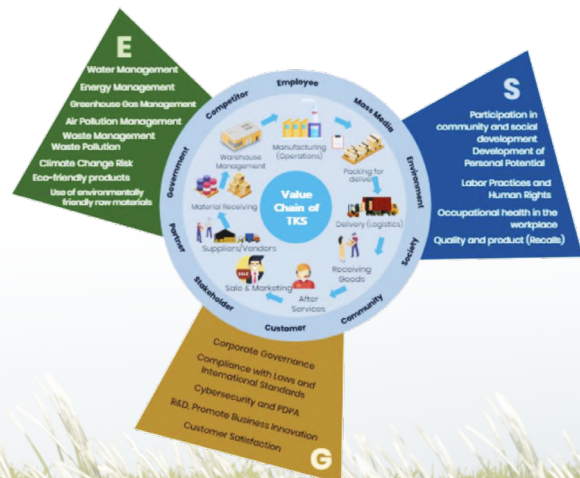 E
Water Management
Energy Management
Greenhouse Gas Management
Air Pollution Management
Waste Management
Waste Pollution
Climate Change Risk
Eco-friendly products
Use of environmentally
friendly raw materials
S
Participation in
community and social
development
Development of
Personal Potential
Labor Practices and
Human Rights
Occupational health in the
workplace
Quality and product (Recalls)
Employee
Mass Media
Environment
Society
Community
Customer
Stakeholder
Partner
Government
Competitor
Manufacturing
(Operations)
Packing for
delivery
Delivery (Logistics)
Receiving
Goods
After
Services
Sale & Marketing
SALE
Suppliers/Vendors
Material Receiving
Warehouse
Management
Value
Chain of
TKS
Corporate Governance
Compliance with Laws and
International Standards
Cybersecurity and PDPA
R&D, Promote Business Innovation
Customer Satisfaction
G